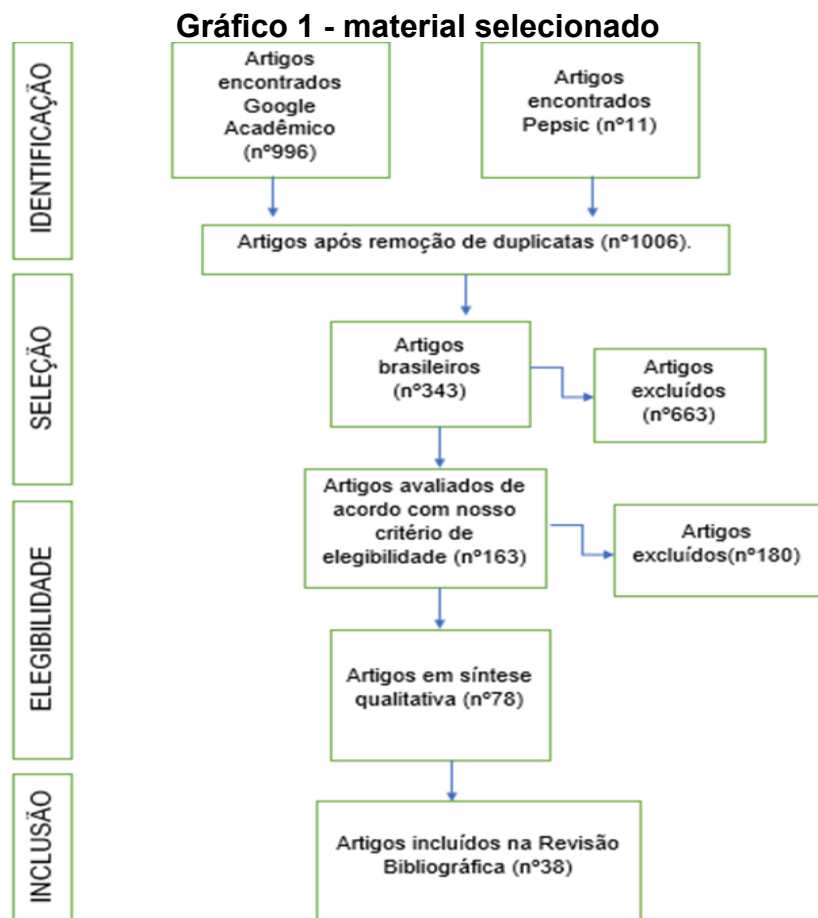 Gráfico 1 - material selecionado
IDENTIFICAÇÃO
Artigos
encontrados
Google
Acadêmico
(nº996)
Artigos
encontrados
Pepsic (nº11)
Artigos após remoção de duplicatas (nº1006).
SELEÇÃO
Artigos
brasileiros
(nº343)
Artigos
excluídos
(nº663)
ELEGIBILIDADE
Artigos avaliados de
acordo com nosso
critério de
elegibilidade (nº163)
Artigos
excluídos(nº180)
Artigos em síntese
qualitativa (nº78)
INCLUSÃO
Artigos incluídos na Revisão
Bibliográfica (nº38)